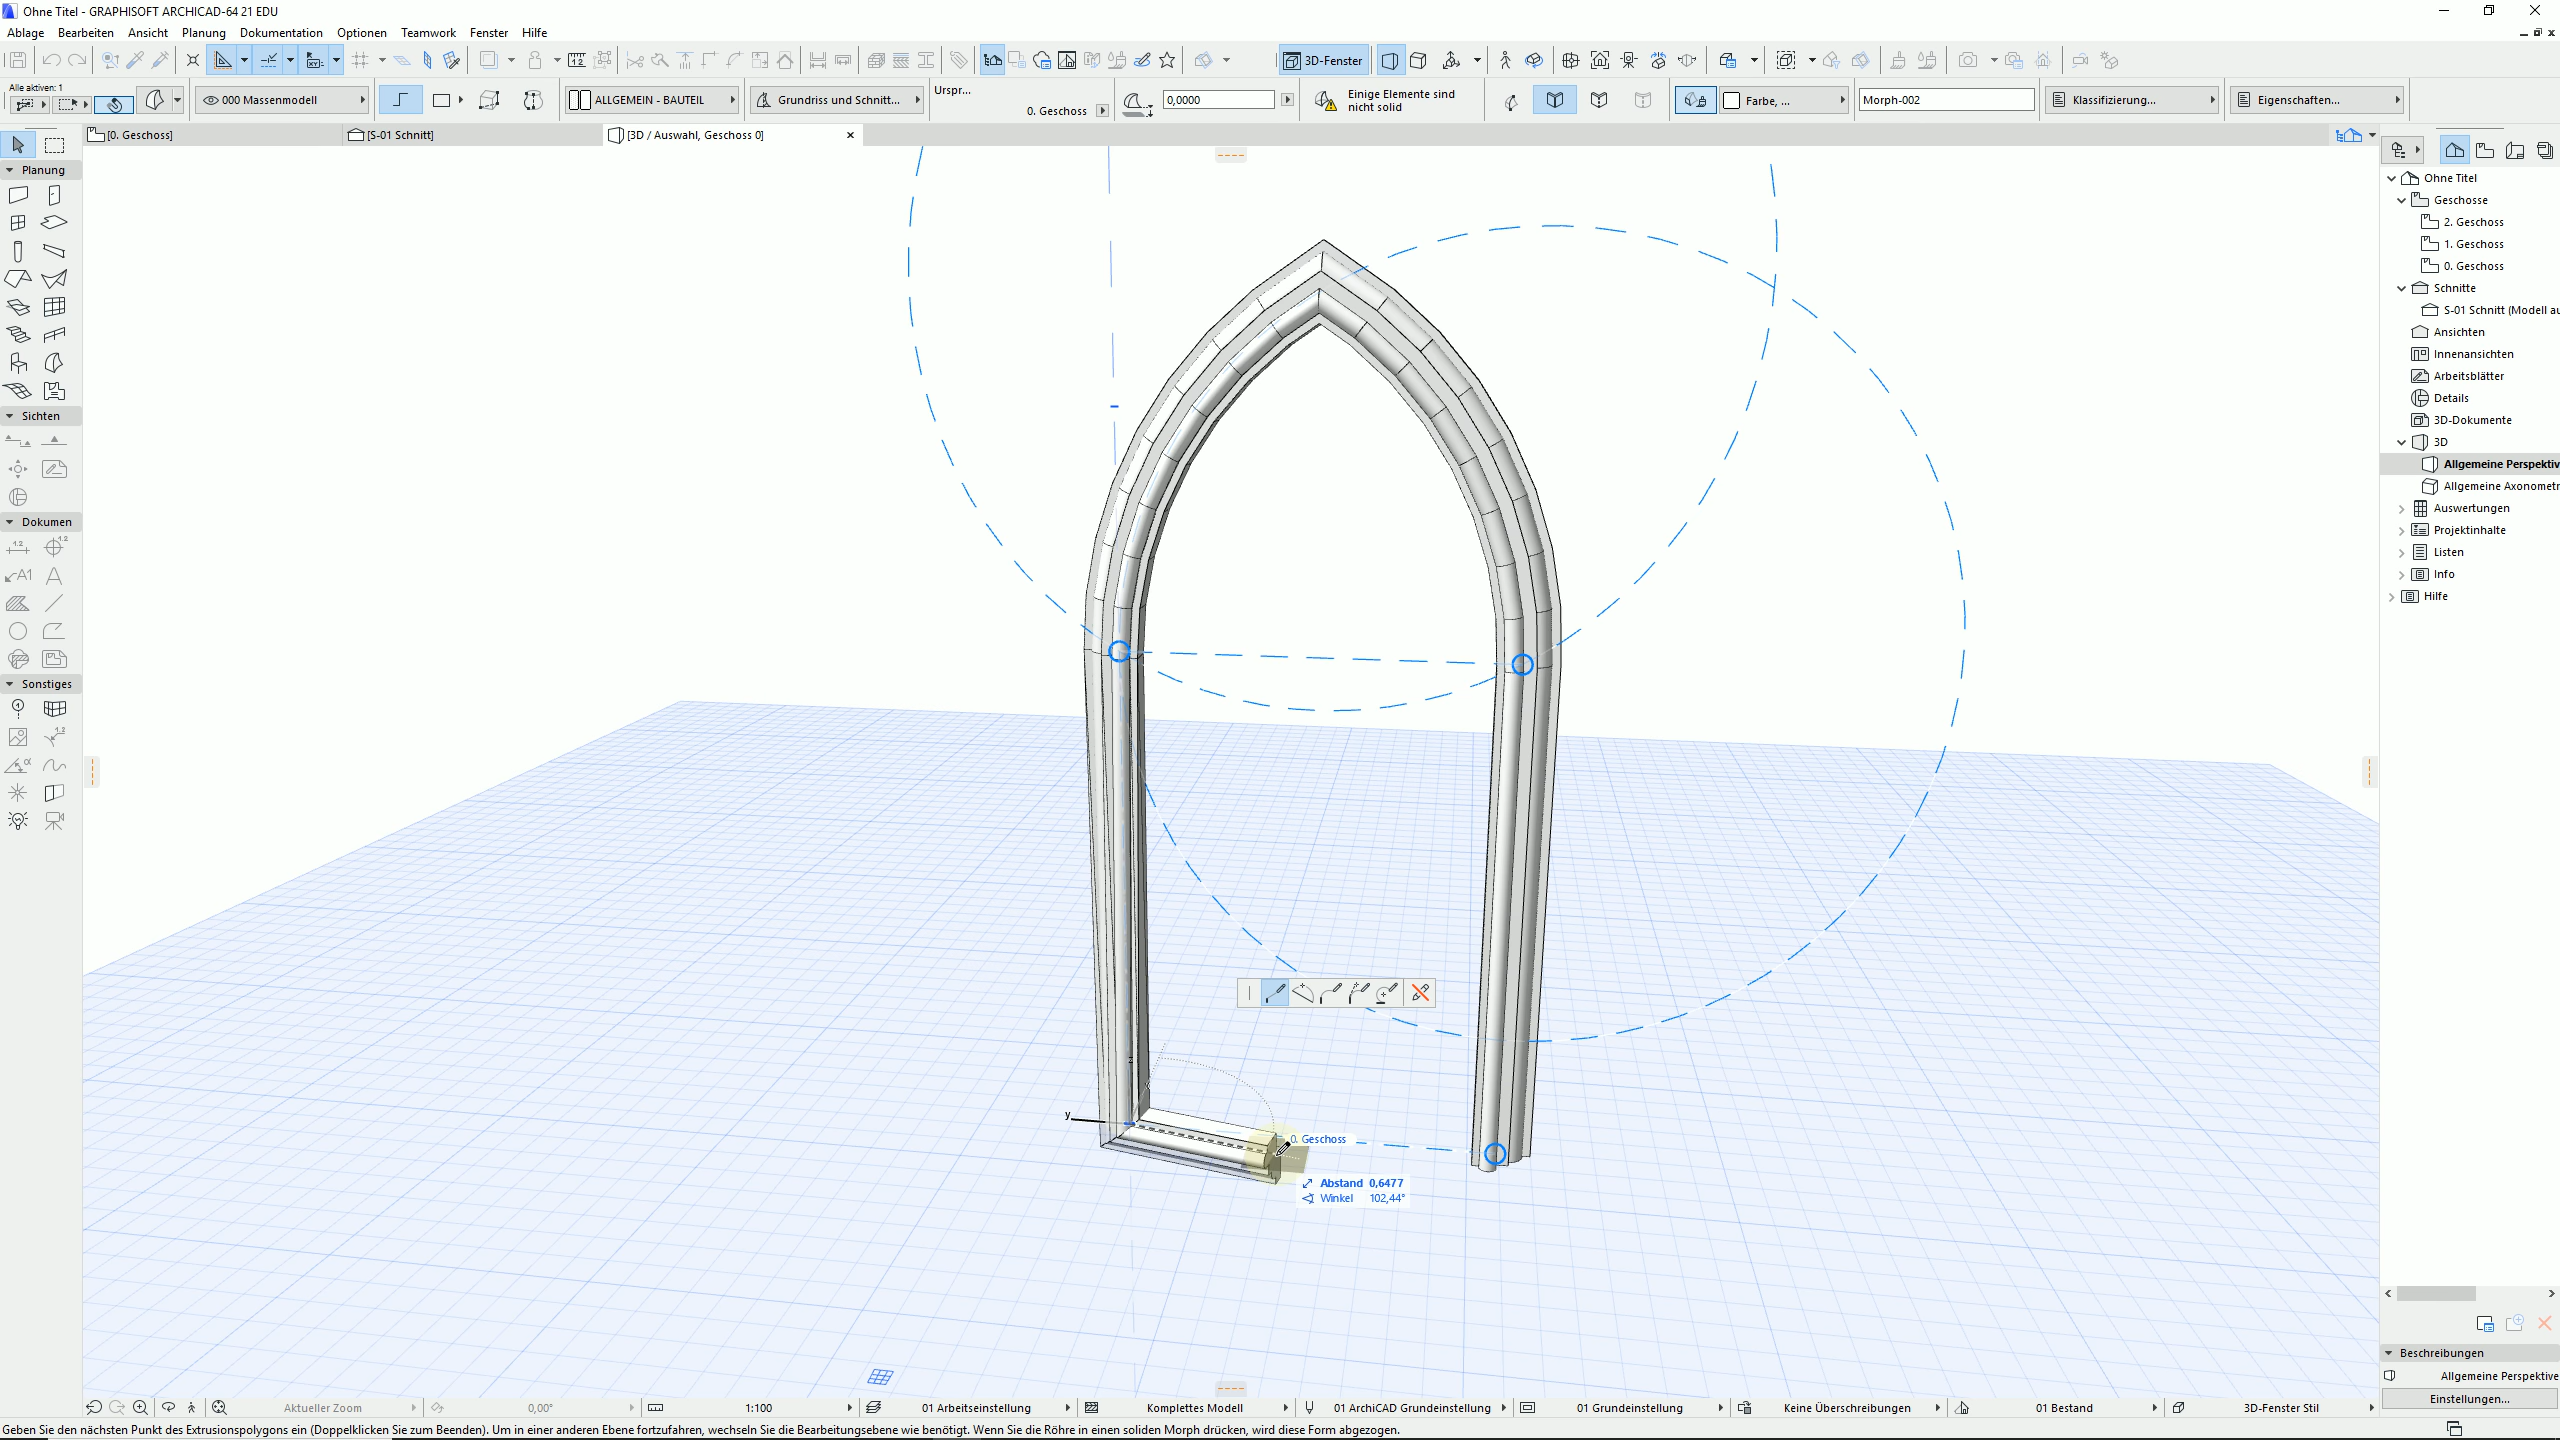 Ohne Titel - GRAPHISOFT ARCHICAD-64 21 EDU
Ablage Bearbeiten Ansicht Planung Dokumentation Optionen Teamwork Fenster Hilfe
3D-Fenster
Alle aktiven: 1
000 Massenmodell
ALLGEMEIN - BAUTEIL
Grundriss und Schnitt...
Urspr...
0. Geschoss
0,0000
Einige Elemente sind
nicht solid
Farbe, ...
Morph-002
Klassifizierung...
Eigenschaften...
[0. Geschoss]
[S-01 Schnitt]
[3D / Auswahl, Geschoss 0]
Planung
Sichten
Dokumen
Sonstiges
y
z
0. Geschoss
Abstand 0,6477
Winkel 102,44°
Ohne Titel
Geschosse
2. Geschoss
1. Geschoss
0. Geschoss
Schnitte
S-01 Schnitt (Modell au
Ansichten
Innenansichten
Arbeitsblätter
Details
3D-Dokumente
3D
Allgemeine Perspektiv
Allgemeine Axonometr
Auswertungen
Projektinhalte
Listen
Info
Hilfe
Beschreibungen
Allgemeine Perspektive
Einstellungen...
Aktueller Zoom
0,00°
1:100
01 Arbeitseinstellung
Komplettes Modell
01 ArchiCAD Grundeinstellung
01 Grundeinstellung
Keine Überschreibungen
01 Bestand
3D-Fenster Stil
Geben Sie den nächsten Punkt des Extrusionspolygons ein (Doppelklicken Sie zum Beenden). Um in einer anderen Ebene fortzufahren, wechseln Sie die Bearbeitungsebene wie benötigt. Wenn Sie die Röhre in einen soliden Morph drücken, wird diese Form abgezogen.